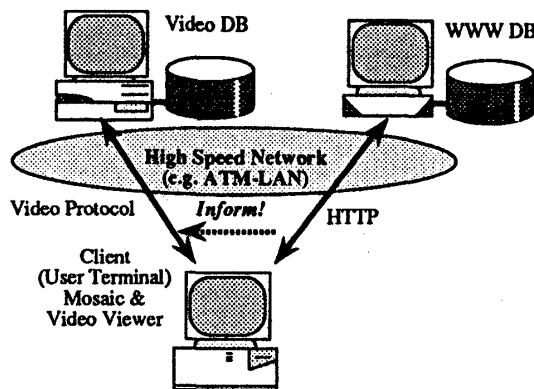 Video DB
WWW DB
High Speed Network
(e.g. ATM-LAN)
Video Protocol
Inform!
HTTP
Client
(User Terminal)
Mosaic &
Video Viewer